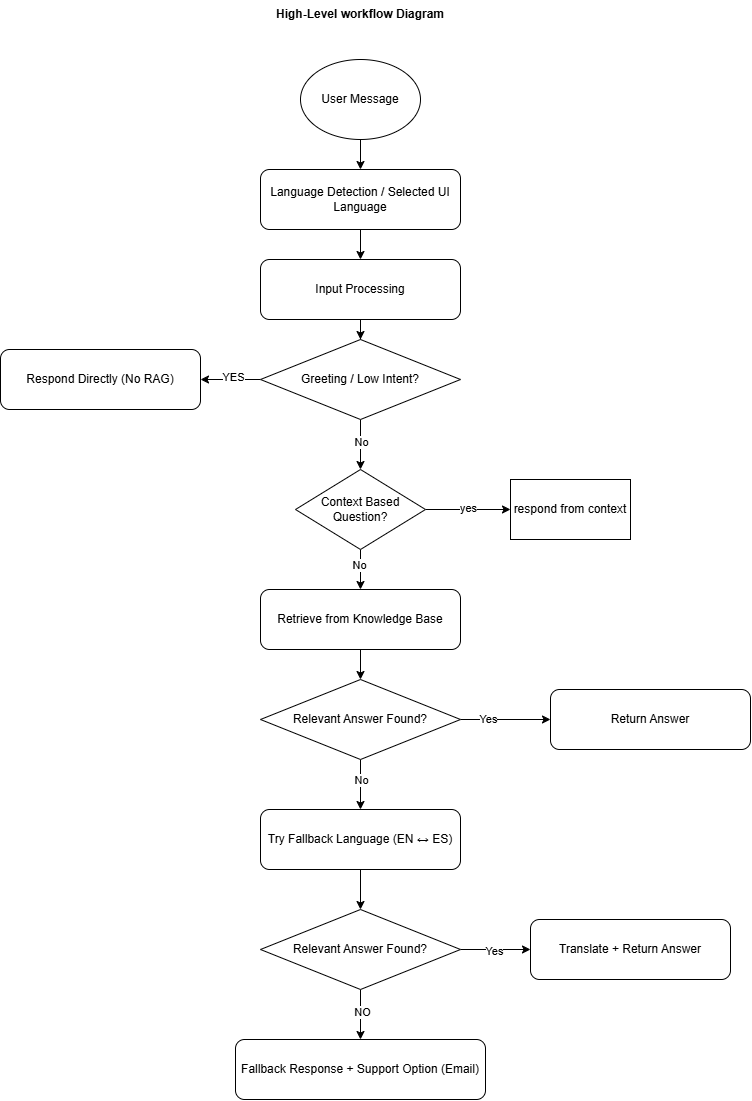 High-Level workflow Diagram
User Message
Language Detection / Selected UI
Language
Input Processing
Greeting / Low Intent?
YES
Respond Directly (No RAG)
No
Context Based
Question?
yes
respond from context
No
Retrieve from Knowledge Base
Relevant Answer Found?
Yes
Return Answer
No
Try Fallback Language (EN ↔ ES)
Relevant Answer Found?
Yes
Translate + Return Answer
NO
Fallback Response + Support Option (Email)